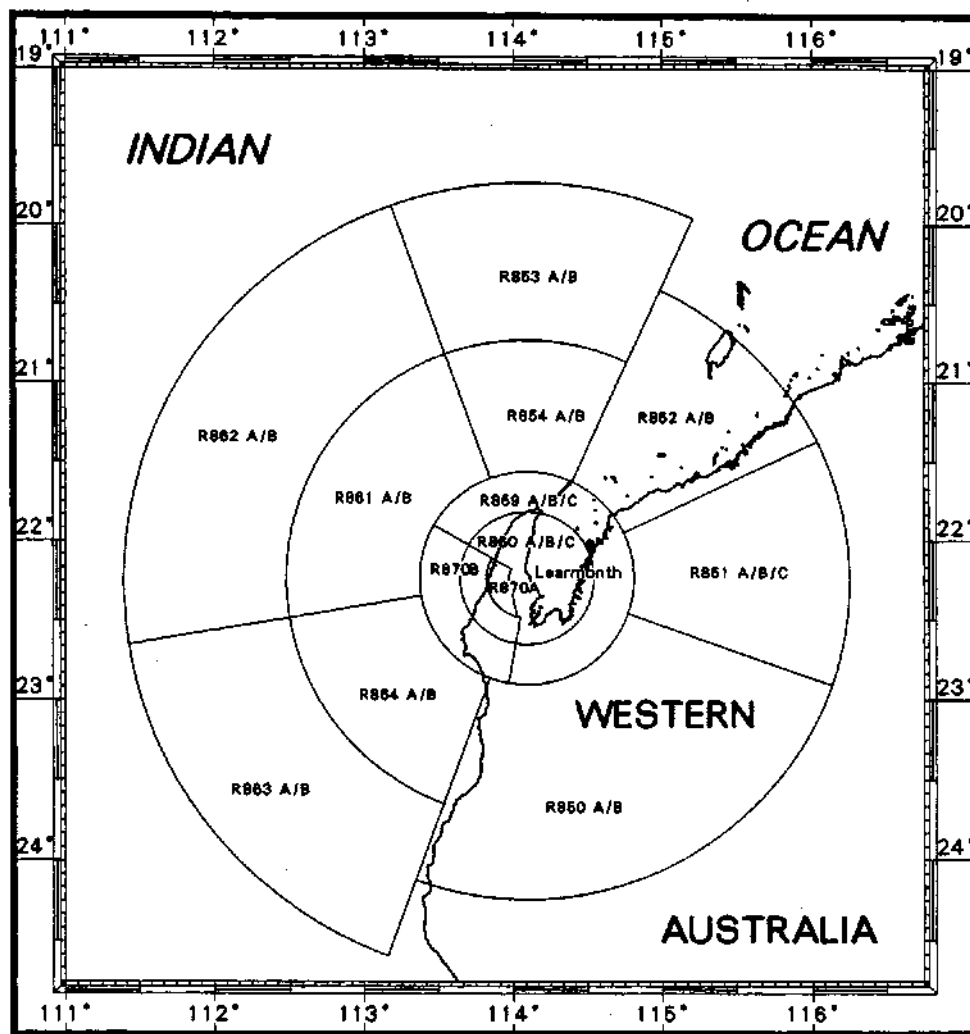 111° 112° 113° 114° 115° 116°
19° 19°
INDIAN
20° 20°
OCEAN
R853 A/B
21° 21°
R854 A/B
R852 A/B
R862 A/B
R861 A/B
R869 A/B/C
22° 22°
R860 A/B/C
R870B
Learmonth
R851 A/B/C
R870A
23° 23°
R864 A/B
WESTERN
R863 A/B
R850 A/B
24° 24°
AUSTRALIA
111° 112° 113° 114° 115° 116°